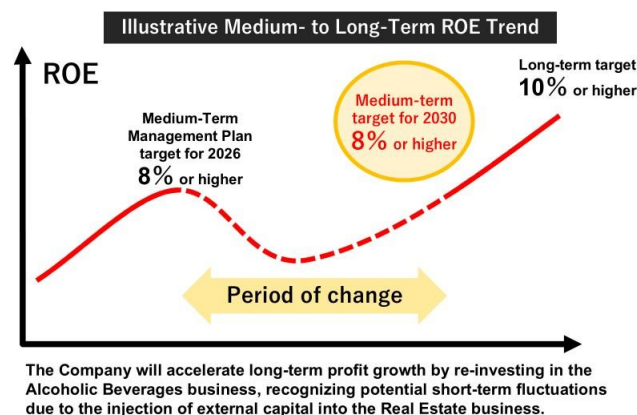 Illustrative Medium- to Long-Term ROE Trend
ROE
Medium-Term
Management Plan
target for 2026
8% or higher
Medium-term
target for 2030
8% or higher
Long-term target
10% or higher
Period of change
The Company will accelerate long-term profit growth by re-investing in the
Alcoholic Beverages business, recognizing potential short-term fluctuations
due to the injection of external capital into the Real Estate business.